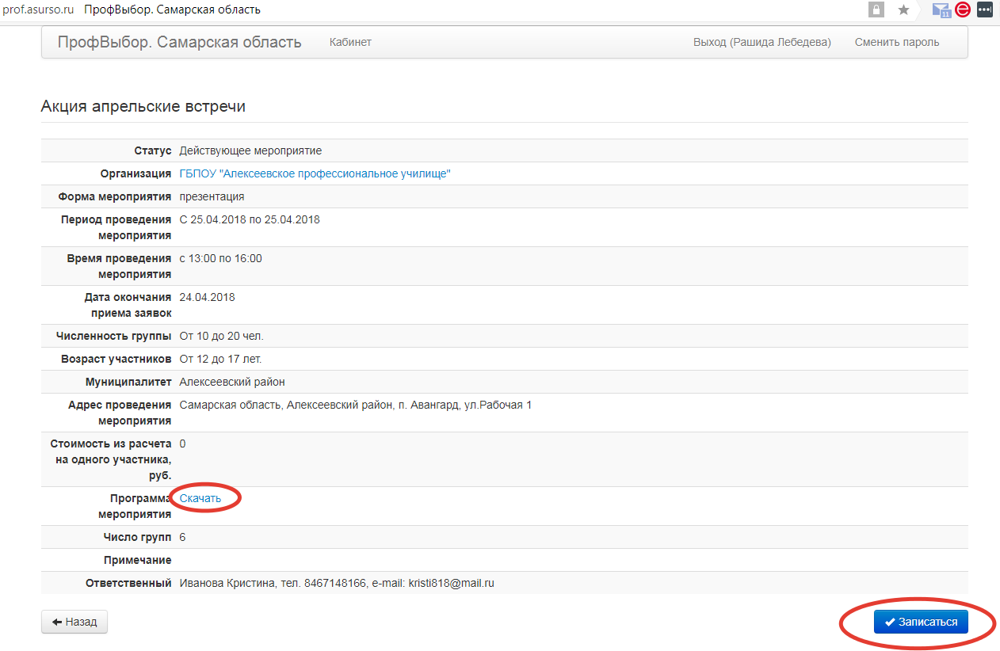 prof.asurso.ru ПрофВыбор. Самарская область
11
ПрофВыбор. Самарская область Кабинет Выход (Рашида Лебедева) Сменить пароль
Акция апрельские встречи
Статус Действующее мероприятие
Организация ГБПОУ "Алексеевское профессиональное училище"
Форма мероприятия презентация
Период проведения С 25.04.2018 по 25.04.2018
мероприятия
Время проведения с 13:00 по 16:00
мероприятия
Дата окончания 24.04.2018
приема заявок
Численность группы От 10 до 20 чел.
Возраст участников От 12 до 17 лет.
Муниципалитет Алексеевский район
Адрес проведения Самарская область, Алексеевский район, п. Авангард, ул.Рабочая 1
мероприятия
Стоимость из расчета 0
на одного участника,
руб.
Программа Скачать
мероприятия
Число групп 6
Примечание
Ответственный Иванова Кристина, тел. 8467148166, e-mail: kristi818@mail.ru
Назад Записаться